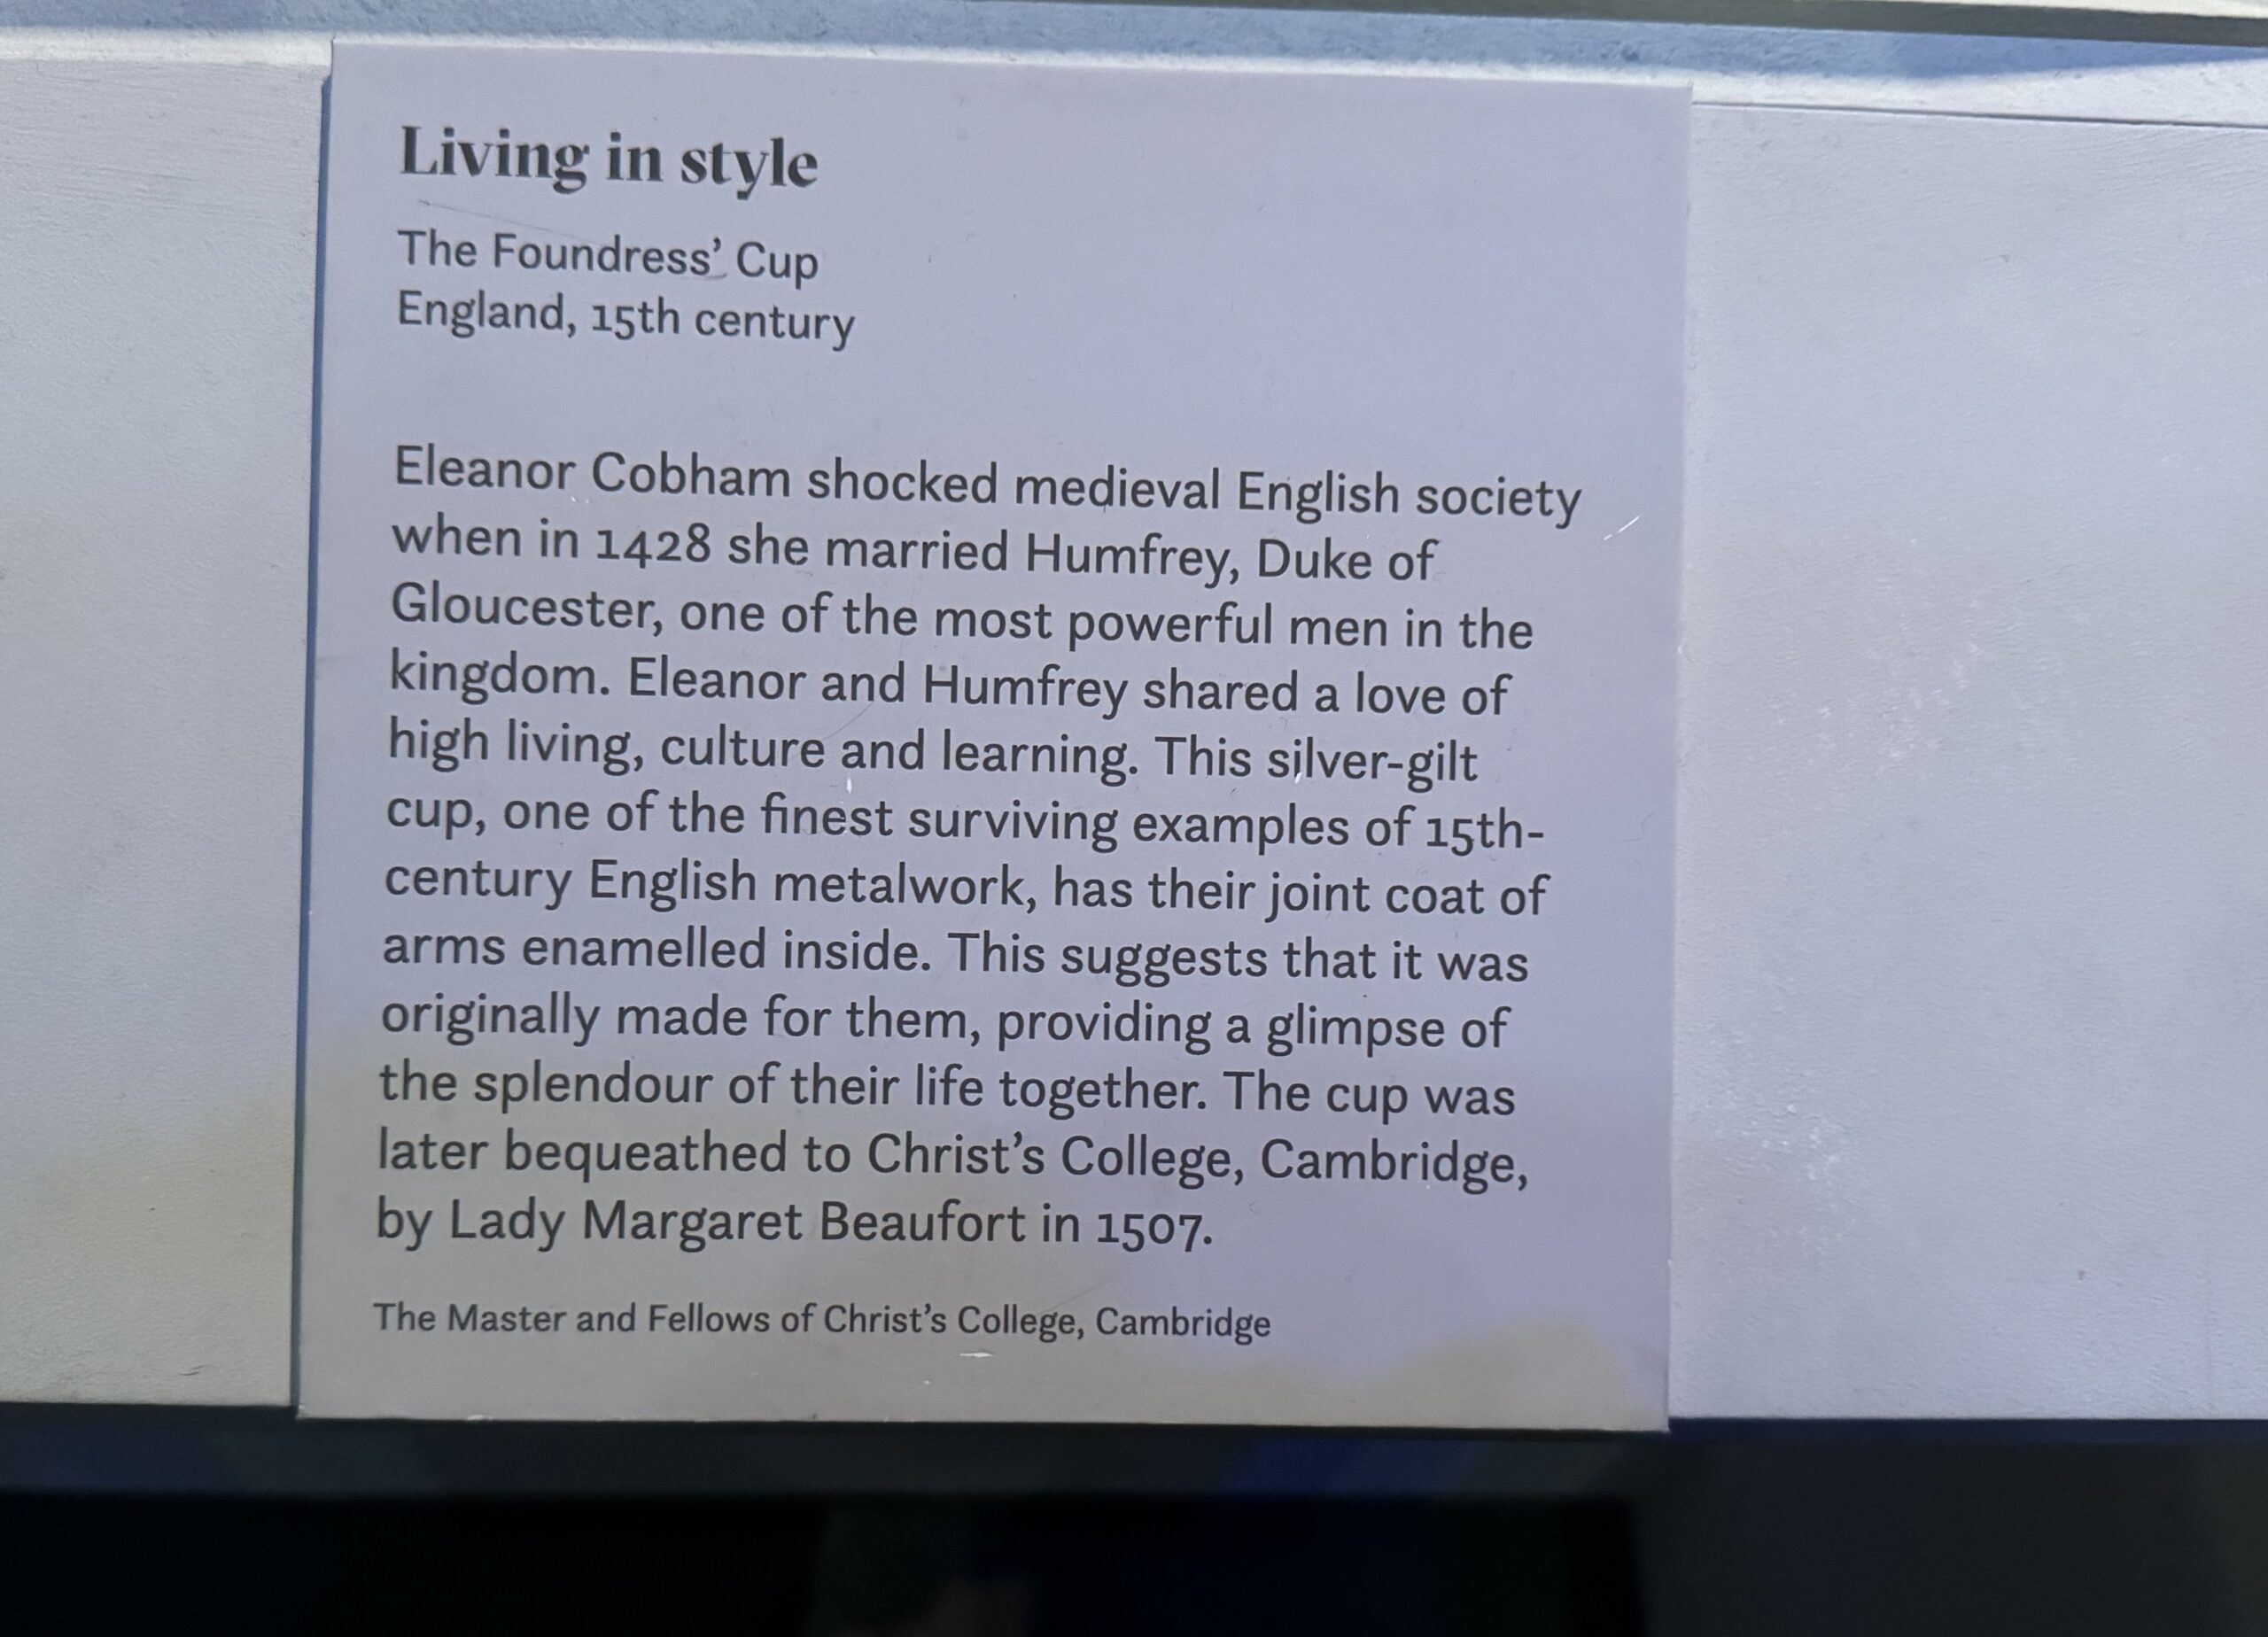 Living in style
The Foundress’ Cup
England, 15th century
Eleanor Cobham shocked medieval English society
when in 1428 she married Humfrey, Duke of
Gloucester, one of the most powerful men in the
kingdom. Eleanor and Humfrey shared a love of
high living, culture and learning. This silver-gilt
cup, one of the finest surviving examples of 15th-
century English metalwork, has their joint coat of
arms enamelled inside. This suggests that it was
originally made for them, providing a glimpse of
the splendour of their life together. The cup was
later bequeathed to Christ’s College, Cambridge,
by Lady Margaret Beaufort in 1507.
The Master and Fellows of Christ’s College, Cambridge